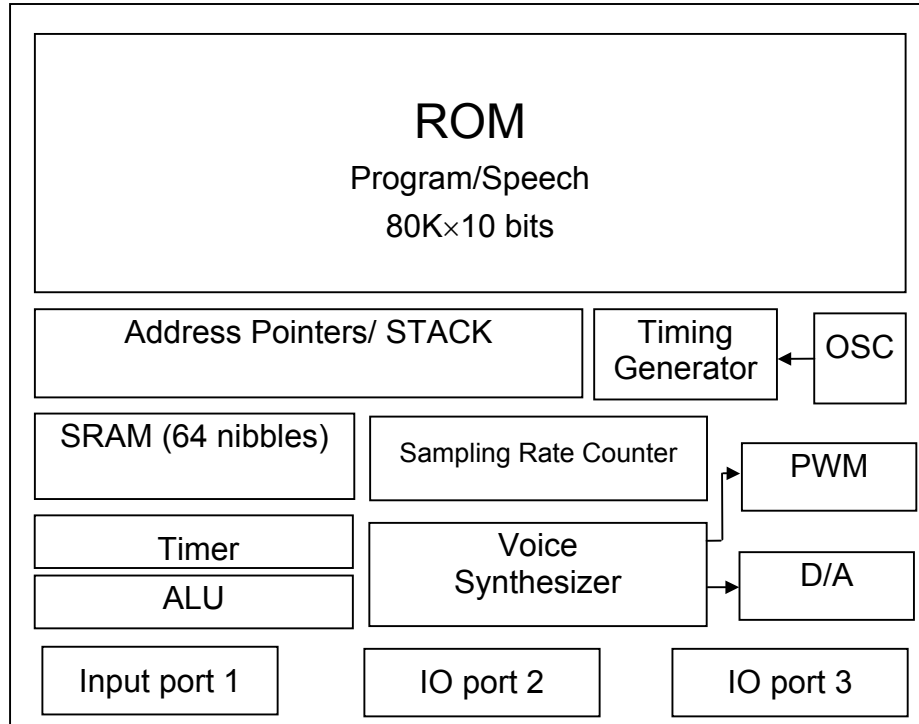 ROM
Program/Speech
80K×10 bits
Address Pointers/ STACK
Timing
Generator
OSC
SRAM (64 nibbles)
Sampling Rate Counter
PWM
Timer
Voice
Synthesizer
D/A
ALU
Input port 1
IO port 2
IO port 3